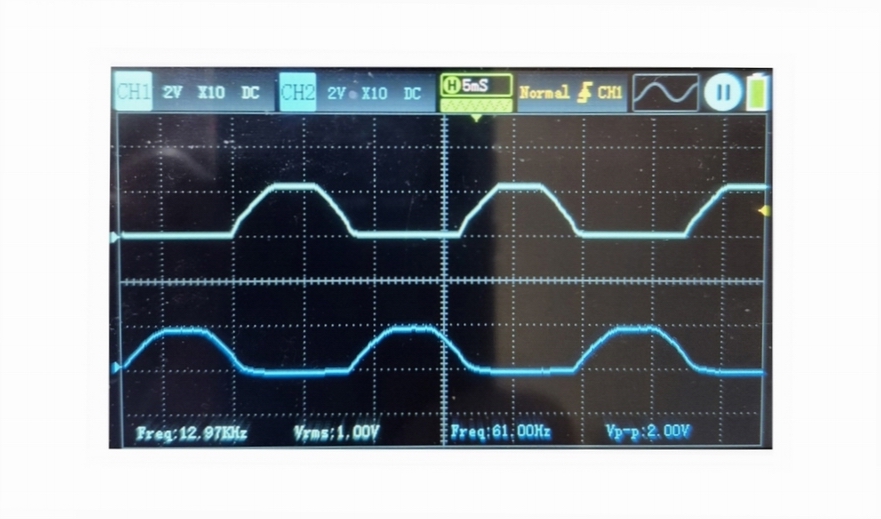 CH1 2V X10 DC CH2 2V X10 DC H 5mS Normal CH1
Freq:12.97KHz Vrms:1.00V Freq:61.00Hz Vp-p:2.00V